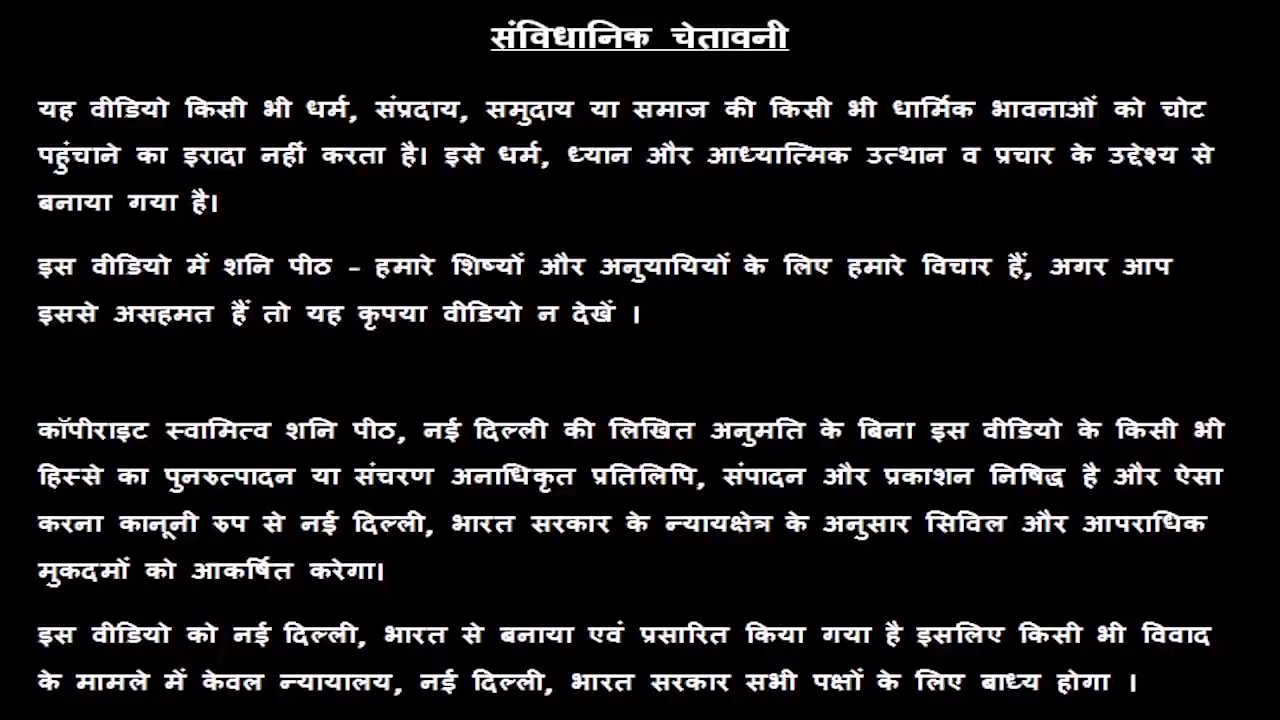 संविधानिक चेतावनी
यह वीडियो किसी भी धर्म, संप्रदाय, समुदाय या समाज की किसी भी धार्मिक भावनाओं को चोट
पहुंचाने का इरादा नहीं करता है। इसे धर्म, ध्यान और आध्यात्मिक उत्थान व प्रचार के उद्देश्य से
बनाया गया है।
इस वीडियो में शनि पीठ – हमारे शिष्यों और अनुयायियों के लिए हमारे विचार हैं, अगर आप
इससे असहमत हैं तो यह कृपया वीडियो न देखें ।
कॉपीराइट स्वामित्व शनि पीठ, नई दिल्ली की लिखित अनुमति के बिना इस वीडियो के किसी भी
हिस्से का पुनरुत्पादन या संचरण अनाधिकृत प्रतिलिपि, संपादन और प्रकाशन निषिद्ध है और ऐसा
करना कानूनी रुप से नई दिल्ली, भारत सरकार के न्यायक्षेत्र के अनुसार सिविल और आपराधिक
मुकदमों को आकर्षित करेगा।
इस वीडियो को नई दिल्ली, भारत से बनाया एवं प्रसारित किया गया है इसलिए किसी भी विवाद
के मामले में केवल न्यायालय, नई दिल्ली, भारत सरकार सभी पक्षों के लिए बाध्य होगा ।